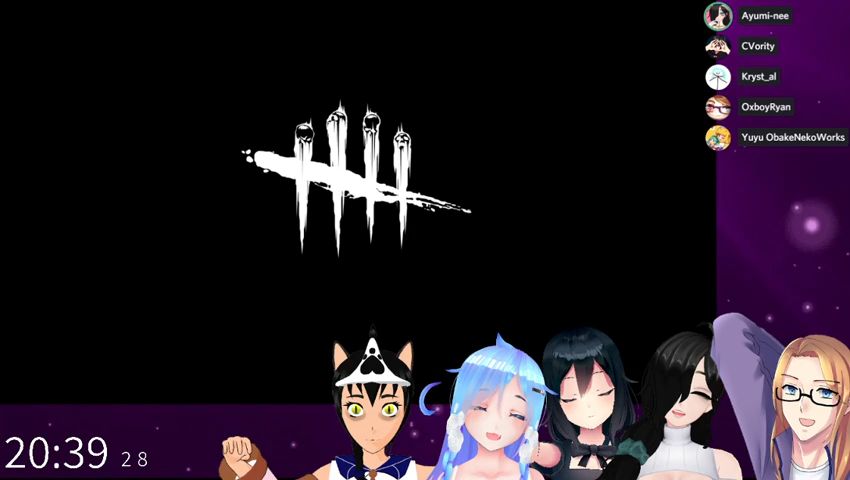 Ayumi-nee
CVority
Kryst_al
OxboyRyan
Yuyu ObakeNekoWorks
20:39 28